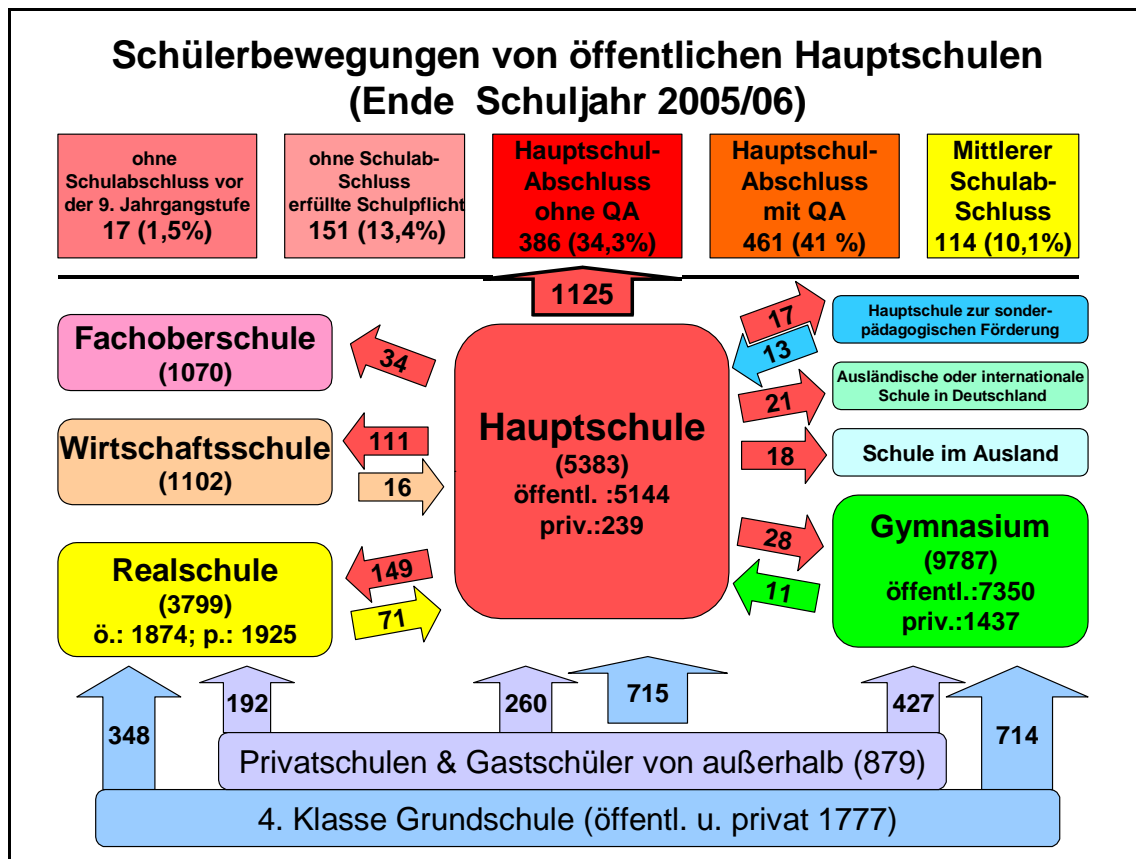 Schülerbewegungen von öffentlichen Hauptschulen
(Ende Schuljahr 2005/06)
ohne
Schulabschluss vor
der 9. Jahrgangstufe
17 (1,5%)
ohne Schulab-
Schluss
erfüllte Schulpflicht
151 (13,4%)
Hauptschul-
Abschluss
ohne QA
386 (34,3%)
Hauptschul-
Abschluss
mit QA
461 (41 %)
Mittlerer
Schulab-
Schluss
114 (10,1%)
1125
Fachoberschule
(1070)
34
Wirtschaftsschule
(1102)
111
16
Realschule
(3799)
ö.: 1874; p.: 1925
149
71
Hauptschule
(5383)
öffentl. :5144
priv.:239
17
13
Hauptschule zur sonder-
pädagogischen Förderung
21
Ausländische oder internationale
Schule in Deutschland
18
Schule im Ausland
28
11
Gymnasium
(9787)
öffentl.:7350
priv.:1437
348
192
260
715
427
714
Privatschulen & Gastschüler von außerhalb (879)
4. Klasse Grundschule (öffentl. u. privat 1777)